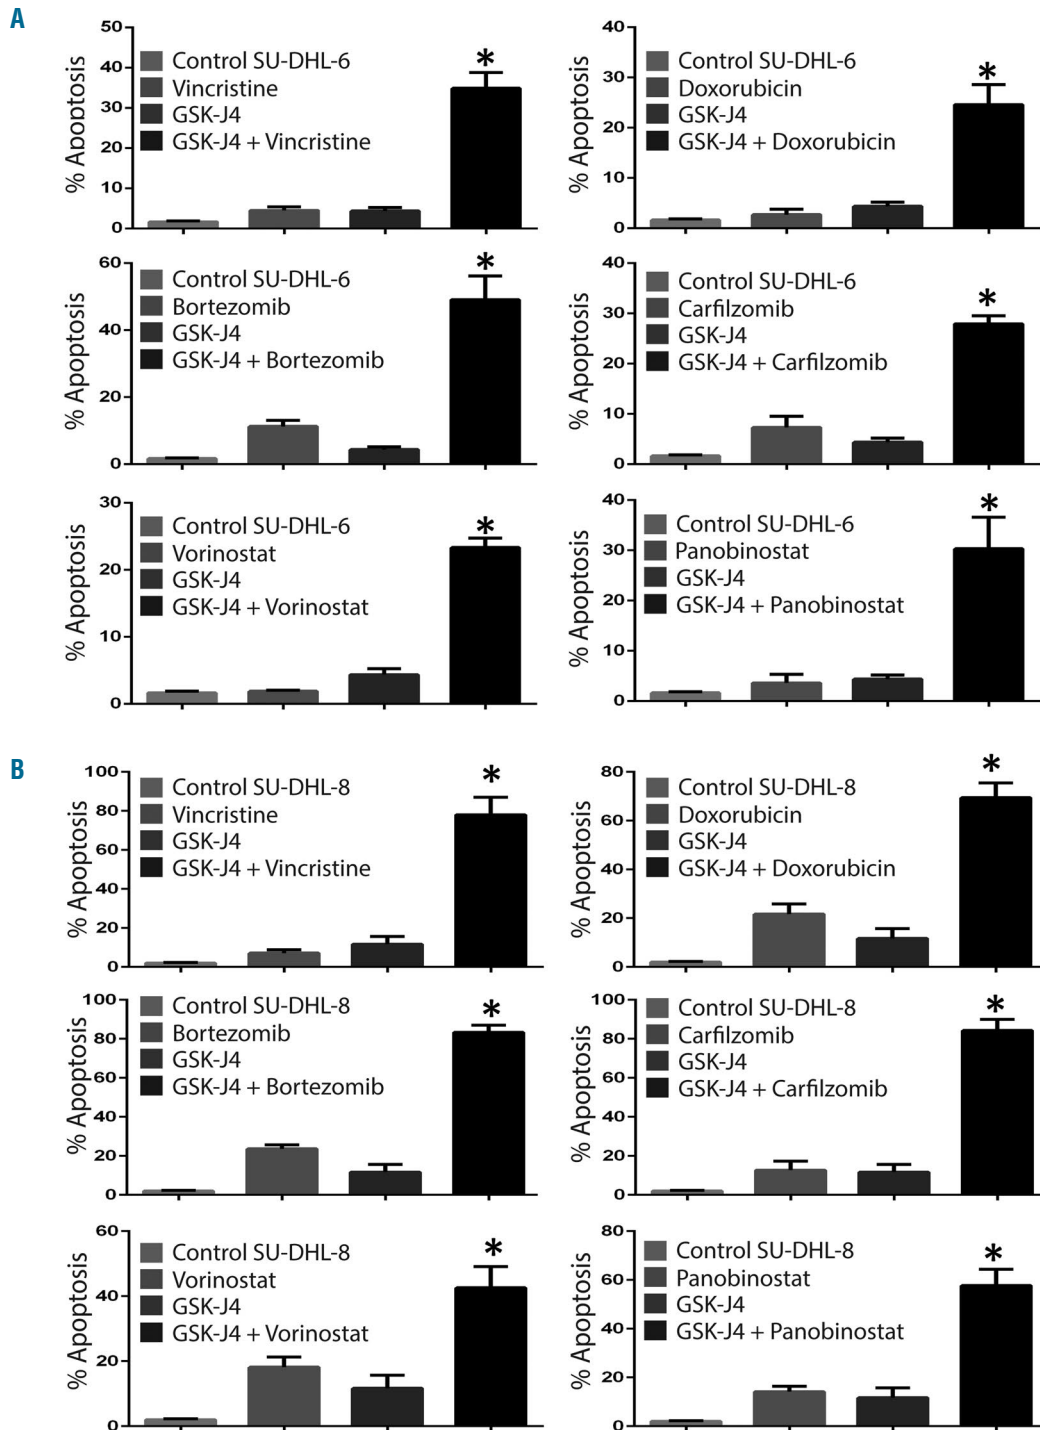 A
% Apoptosis
50
40
30
20
10
0
Control SU-DHL-6
Vincristine
GSK-J4
GSK-J4 + Vincristine
*
% Apoptosis
40
30
20
10
0
Control SU-DHL-6
Doxorubicin
GSK-J4
GSK-J4 + Doxorubicin
*
% Apoptosis
60
40
20
0
Control SU-DHL-6
Bortezomib
GSK-J4
GSK-J4 + Bortezomib
*
% Apoptosis
40
30
20
10
0
Control SU-DHL-6
Carfilzomib
GSK-J4
GSK-J4 + Carfilzomib
*
% Apoptosis
30
20
10
0
Control SU-DHL-6
Vorinostat
GSK-J4
GSK-J4 + Vorinostat
*
% Apoptosis
40
30
20
10
0
Control SU-DHL-6
Panobinostat
GSK-J4
GSK-J4 + Panobinostat
*
B
% Apoptosis
100
80
60
40
20
0
Control SU-DHL-8
Vincristine
GSK-J4
GSK-J4 + Vincristine
*
% Apoptosis
80
60
40
20
0
Control SU-DHL-8
Doxorubicin
GSK-J4
GSK-J4 + Doxorubicin
*
% Apoptosis
100
80
60
40
20
0
Control SU-DHL-8
Bortezomib
GSK-J4
GSK-J4 + Bortezomib
*
% Apoptosis
100
80
60
40
20
0
Control SU-DHL-8
Carfilzomib
GSK-J4
GSK-J4 + Carfilzomib
*
% Apoptosis
60
40
20
0
Control SU-DHL-8
Vorinostat
GSK-J4
GSK-J4 + Vorinostat
*
% Apoptosis
80
60
40
20
0
Control SU-DHL-8
Panobinostat
GSK-J4
GSK-J4 + Panobinostat
*